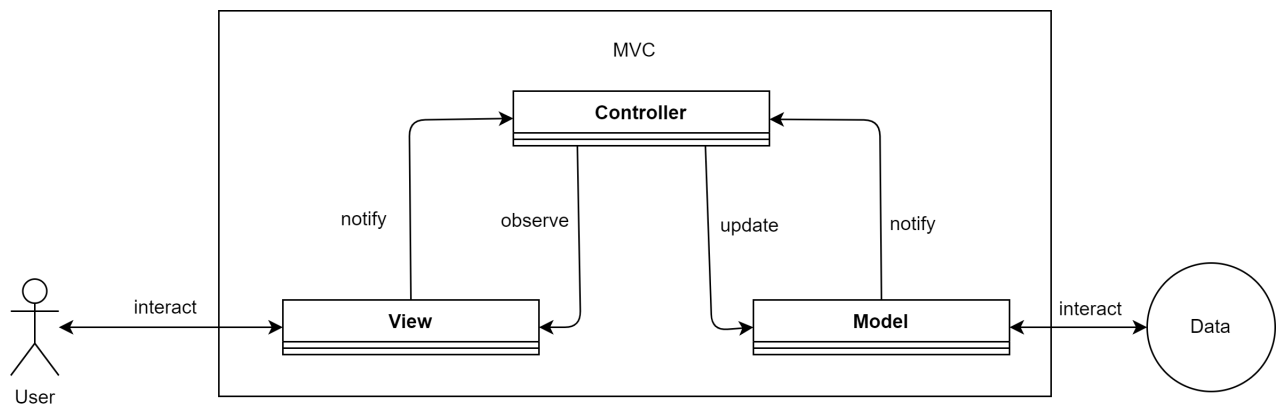 MVC
Controller
notify
observe
update
notify
interact
View
Model
interact
Data
User